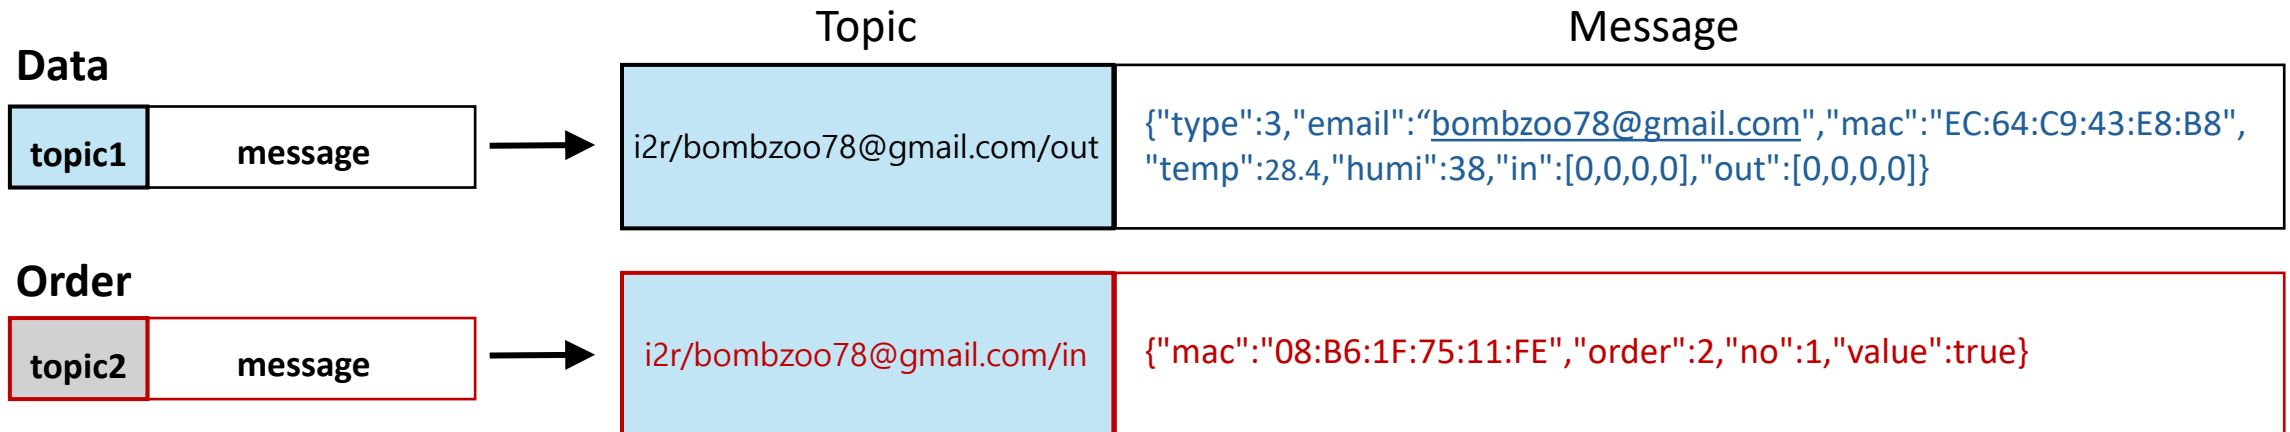 Topic
Message
Data
topic1
message
i2r/bombzoo78@gmail.com/out
{"type":3,"email":“bombzoo78@gmail.com","mac":"EC:64:C9:43:E8:B8",
"temp":28.4,"humi":38,"in":[0,0,0,0],"out":[0,0,0,0]}
Order
topic2
message
i2r/bombzoo78@gmail.com/in
{"mac":"08:B6:1F:75:11:FE","order":2,"no":1,"value":true}